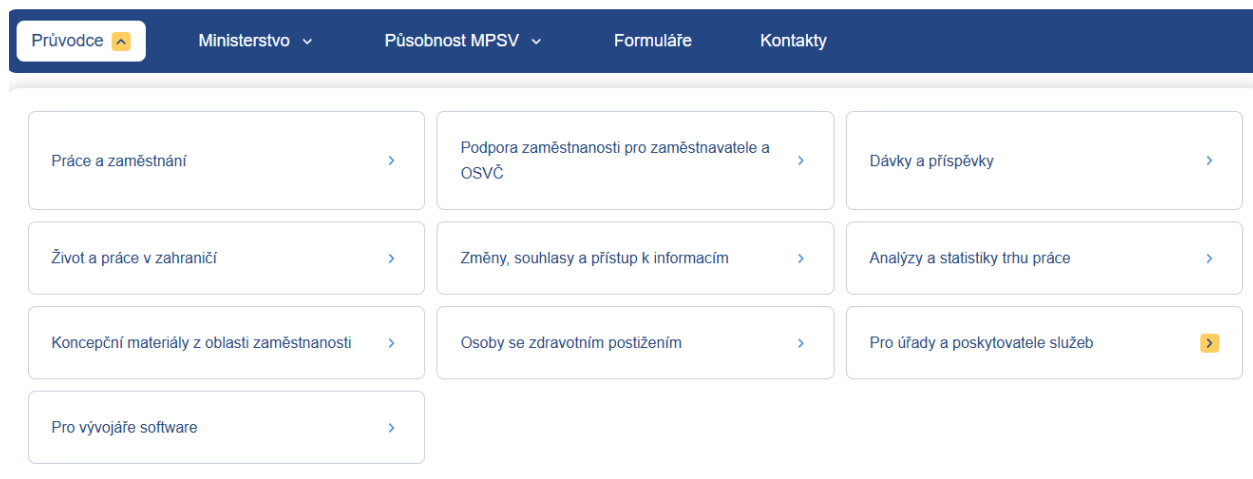 Průvodce
Ministerstvo
Působnost MPSV
Formuláře
Kontakty
Práce a zaměstnání
Podpora zaměstnanosti pro zaměstnavatele a
OSVČ
Dávky a příspěvky
Život a práce v zahraničí
Změny, souhlasy a přístup k informacím
Analýzy a statistiky trhu práce
Koncepční materiály z oblasti zaměstnanosti
Osoby se zdravotním postižením
Pro úřady a poskytovatele služeb
Pro vývojáře software